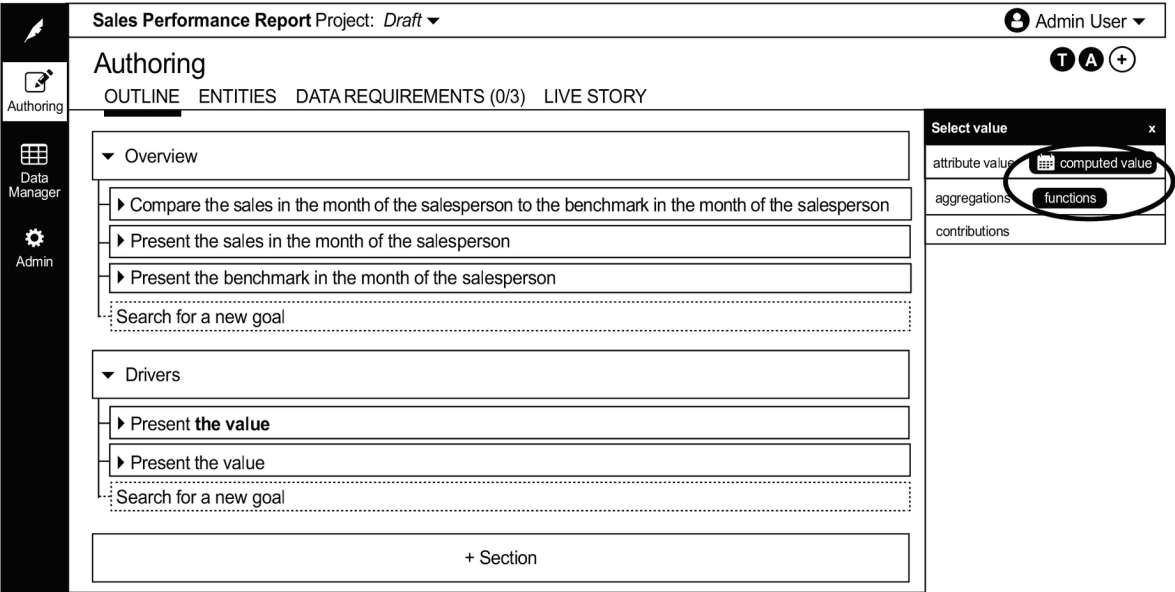 Sales Performance Report Project: Draft
Admin User
Authoring
T A +
Authoring
OUTLINE ENTITIES DATA REQUIREMENTS (0/3) LIVE STORY
Data
Manager
Admin
Overview
Compare the sales in the month of the salesperson to the benchmark in the month of the salesperson
Present the sales in the month of the salesperson
Present the benchmark in the month of the salesperson
Search for a new goal
Drivers
Present the value
Present the value
Search for a new goal
+ Section
Select value x
attribute value computed value
aggregations functions
contributions